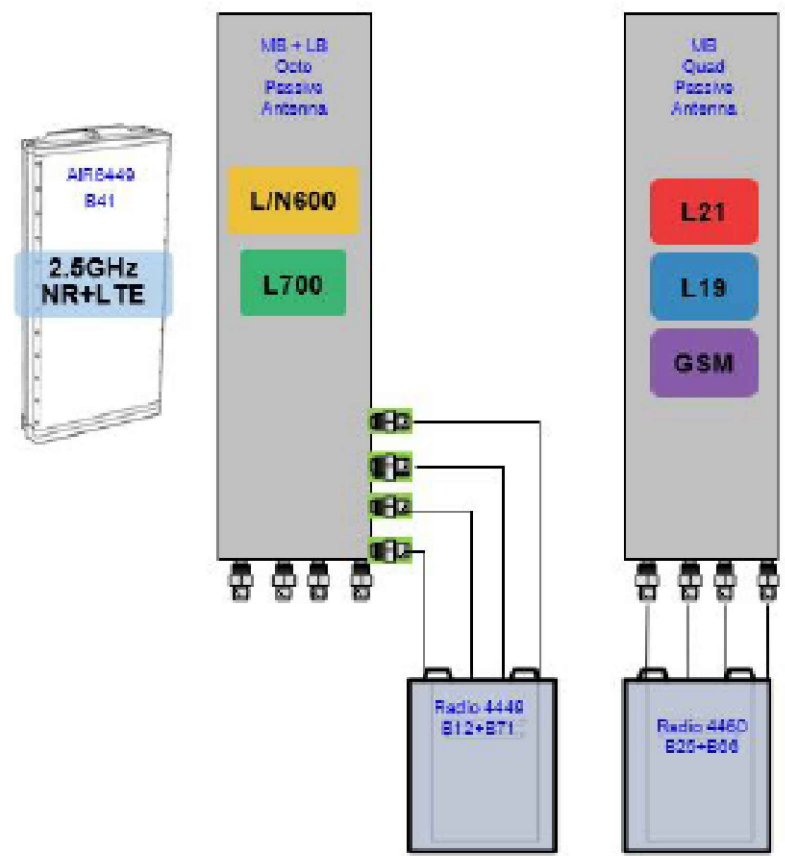 AIR6449
B41
2.5GHz
NR+LTE
MB + LB
Octo
Passive
Antenna
L/N600
L700
MB
Quad
Passive
Antenna
L21
L19
GSM
Radio 4449
B12+B71
Radio 4460
B25+B66